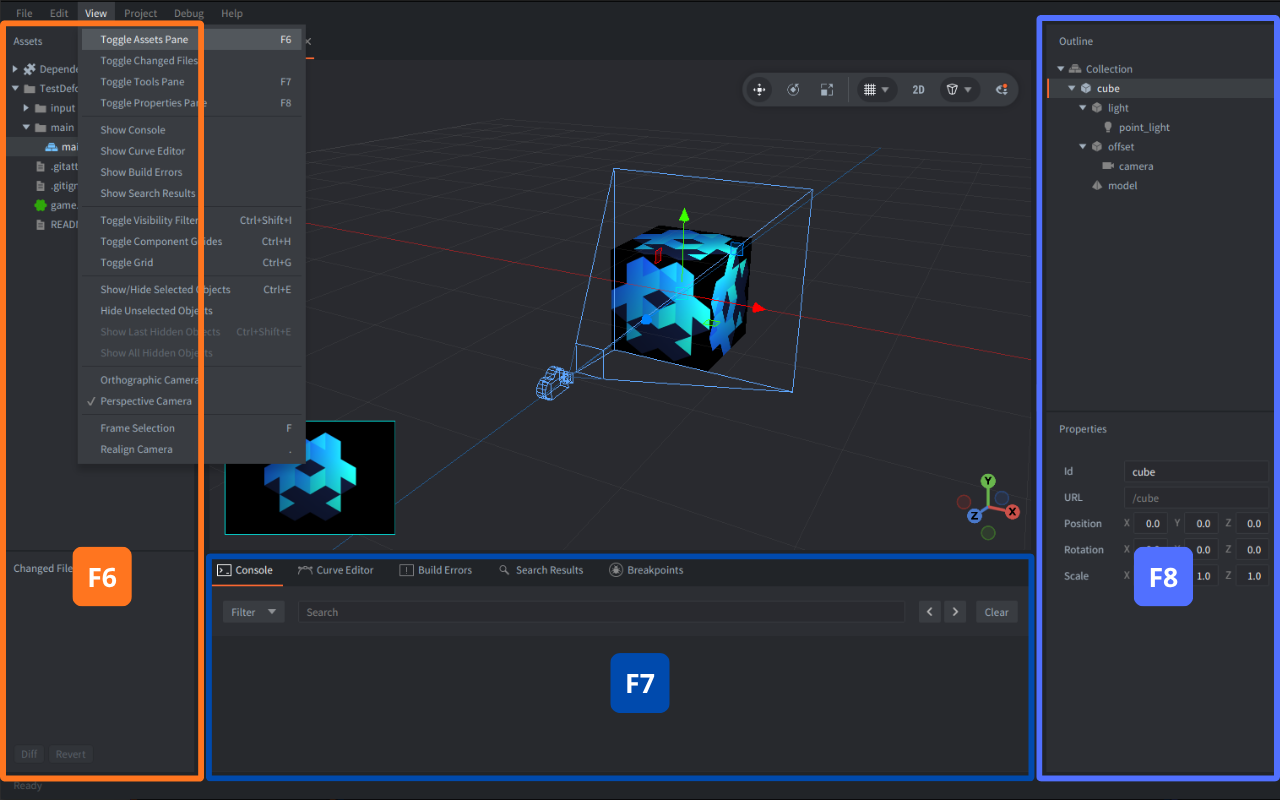 File Edit View Project Debug Help
Assets
Depende
TestDefo
input
main
mai
.gitatt
.gitign
game.
READ
Changed File
Diff Revert
Ready
F6
Toggle Assets Pane F6
Toggle Changed Files
Toggle Tools Pane F7
Toggle Properties Pane F8
Show Console
Show Curve Editor
Show Build Errors
Show Search Results
Toggle Visibility Filters Ctrl+Shift+I
Toggle Component Guides Ctrl+H
Toggle Grid Ctrl+G
Show/Hide Selected Objects Ctrl+E
Hide Unselected Objects
Show Last Hidden Objects Ctrl+Shift+E
Show All Hidden Objects
Orthographic Camera
✓ Perspective Camera
Frame Selection F
Realign Camera .
2D
Y
X
Z
Console Curve Editor Build Errors Search Results Breakpoints
Filter Search < > Clear
F7
Outline
Collection
cube
light
point_light
offset
camera
model
Properties
Id cube
URL /cube
Position X 0.0 Y 0.0 Z 0.0
Rotation X 0.0 Z 0.0
Scale X 1.0 Z 1.0
F8